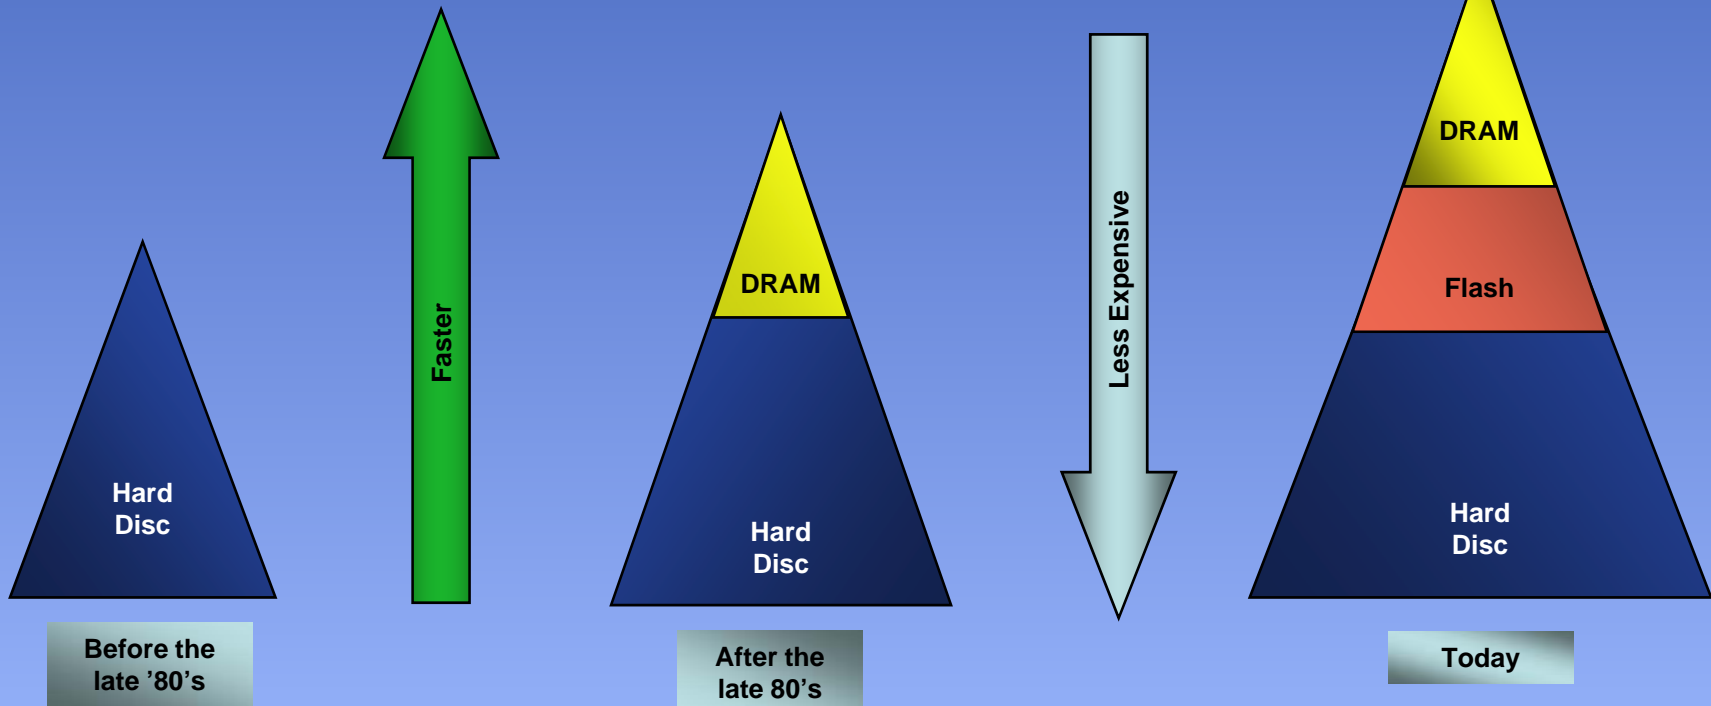 Hard
Disc
Before the
late ’80’s
Faster
DRAM
Hard
Disc
After the
late 80’s
Less Expensive
DRAM
Flash
Hard
Disc
Today